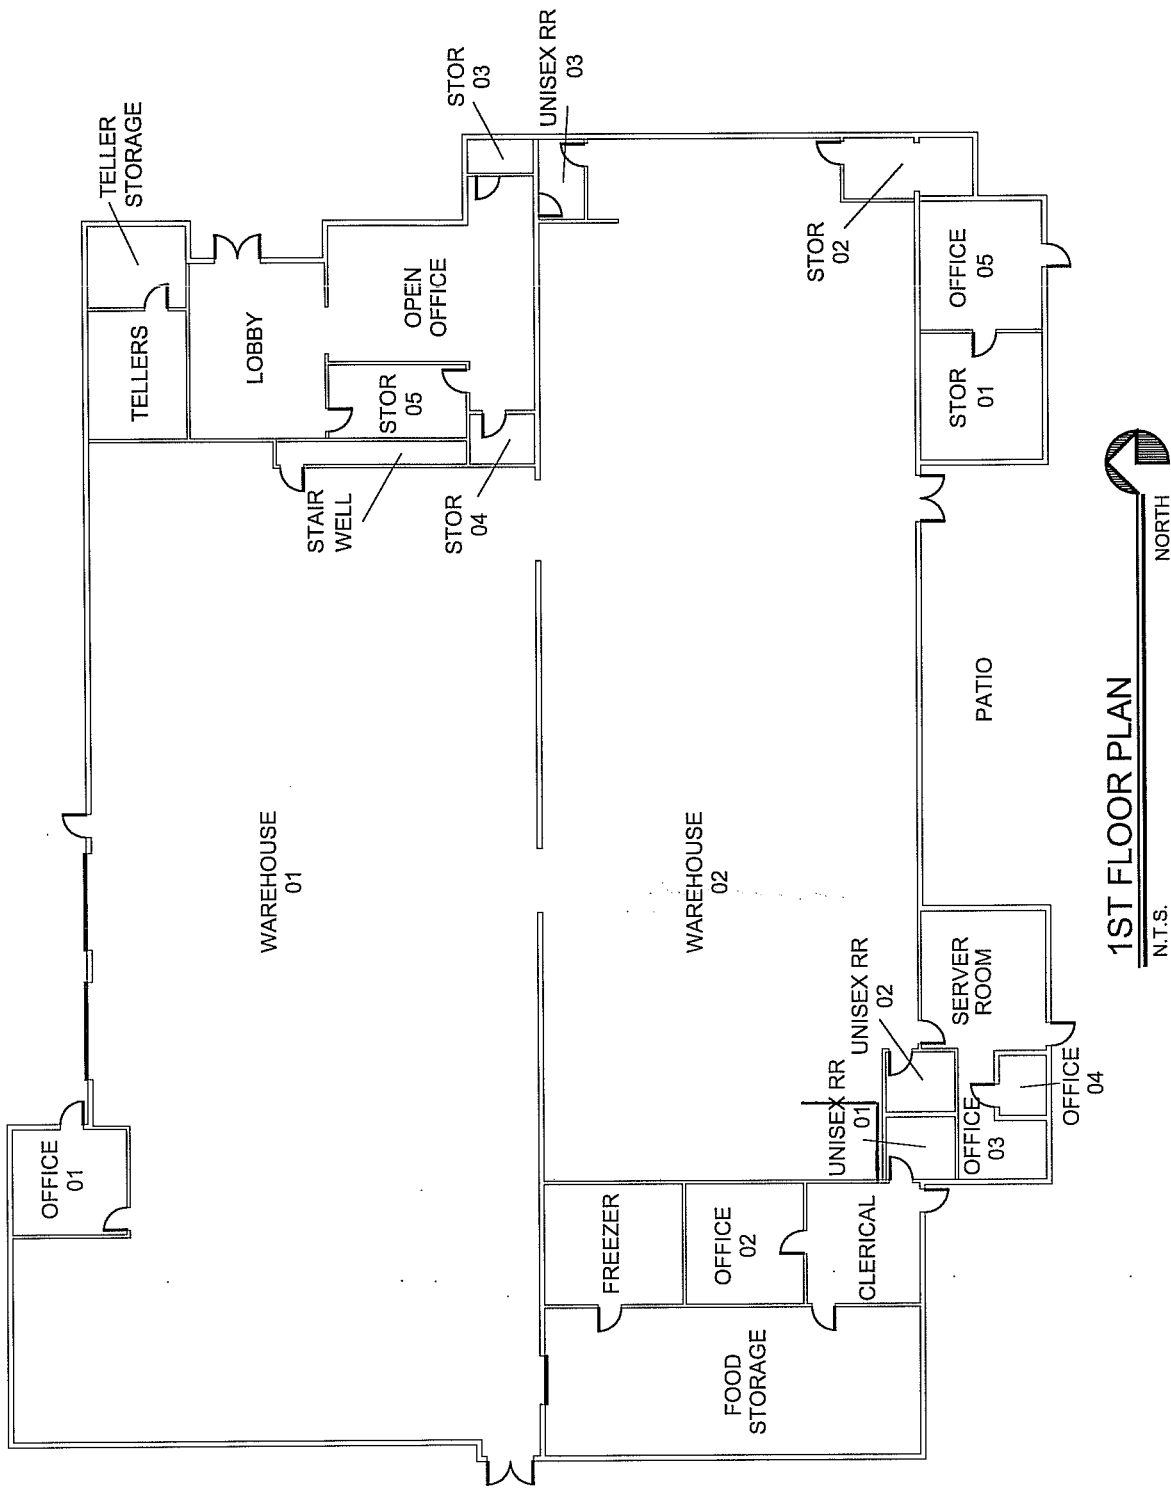 TELLER
STORAGE
STOR
03
UNISEX RR
03
TELLERS
LOBBY
OPEN
OFFICE
STOR
05
STAIR
WELL
STOR
04
STOR
02
OFFICE
05
STOR
01
WAREHOUSE
01
WAREHOUSE
02
PATIO
OFFICE
01
UNISEX RR
02
UNISEX RR
01
SERVER
ROOM
OFFICE
03
OFFICE
04
FREEZER
OFFICE
02
CLERICAL
FOOD
STORAGE
1ST FLOOR PLAN
N.T.S.
NORTH